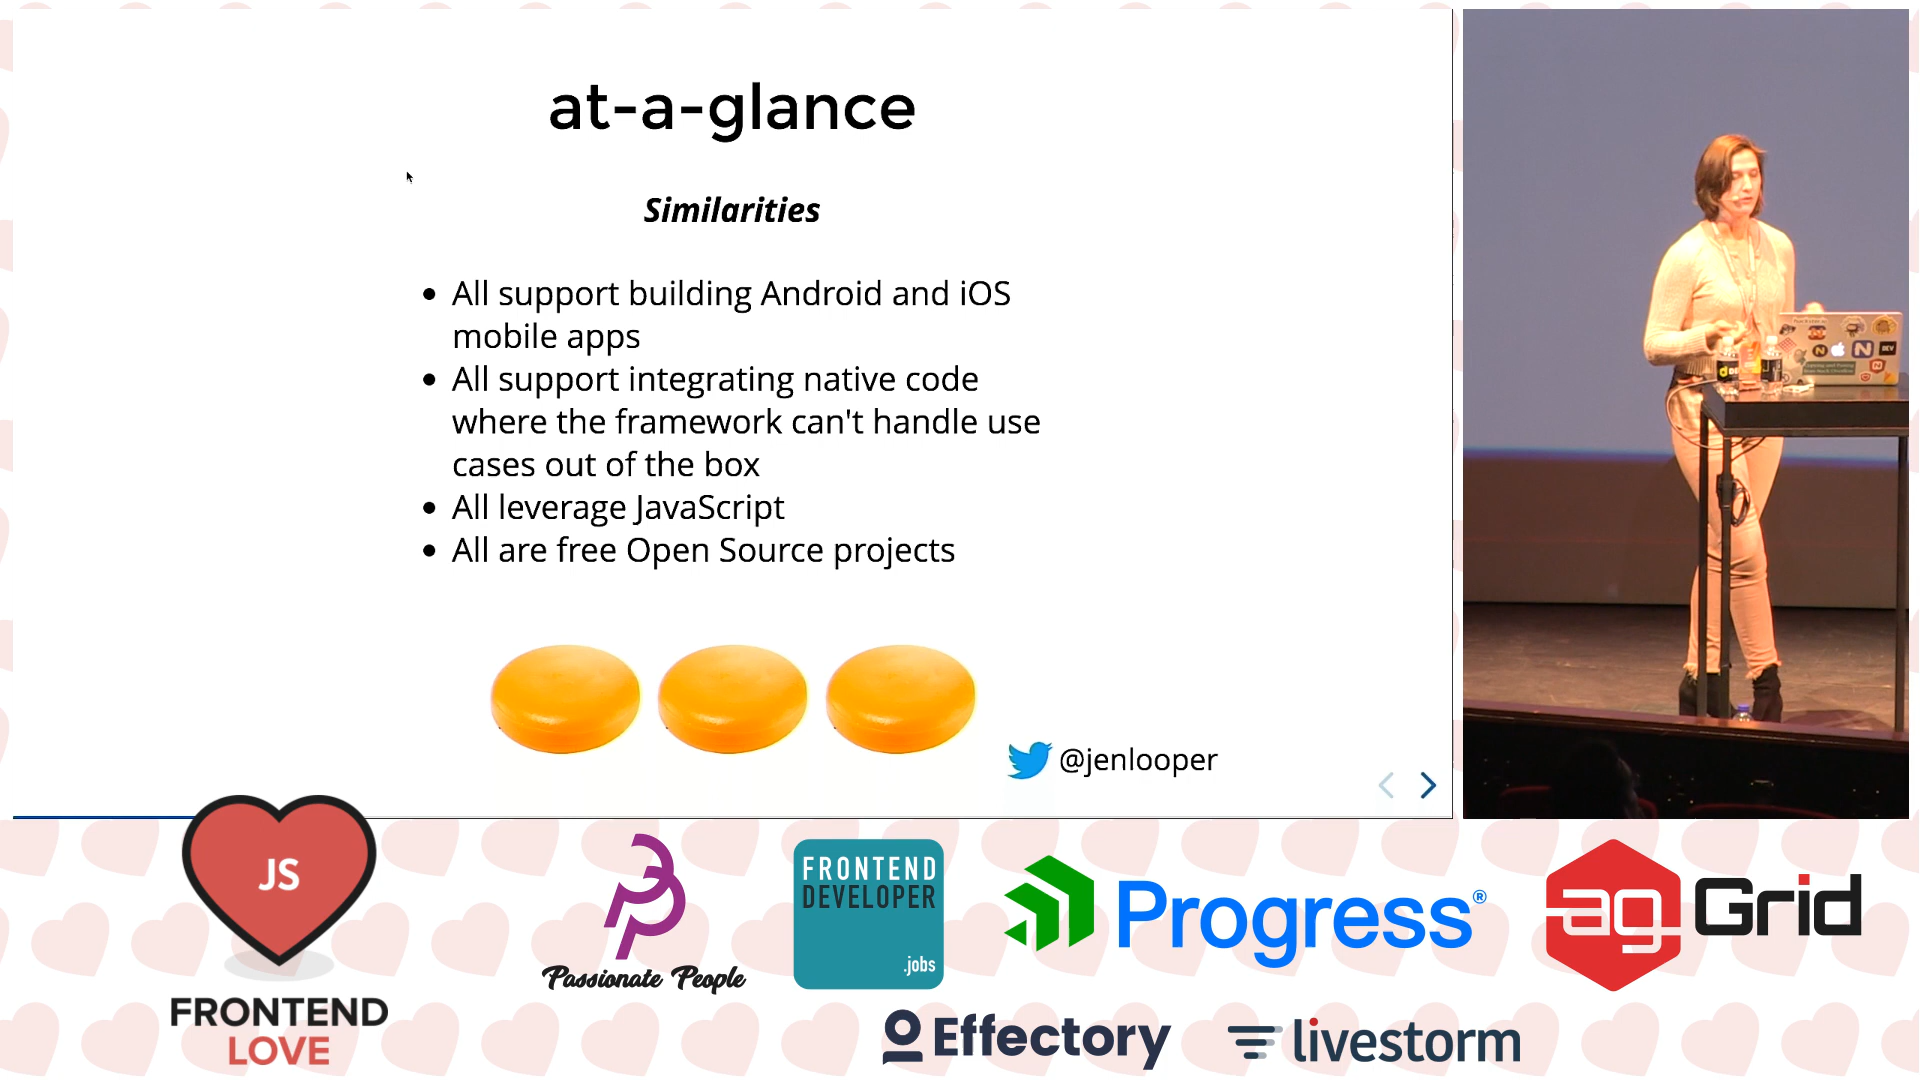 at-a-glance
Similarities
• All support building Android and iOS
mobile apps
• All support integrating native code
where the framework can't handle use
cases out of the box
• All leverage JavaScript
• All are free Open Source projects
@jenlooper
JS
FRONTEND
LOVE
Passionate People
FRONTEND
DEVELOPER
.jobs
Progress®
ag Grid
Effectory
livestorm
DEV